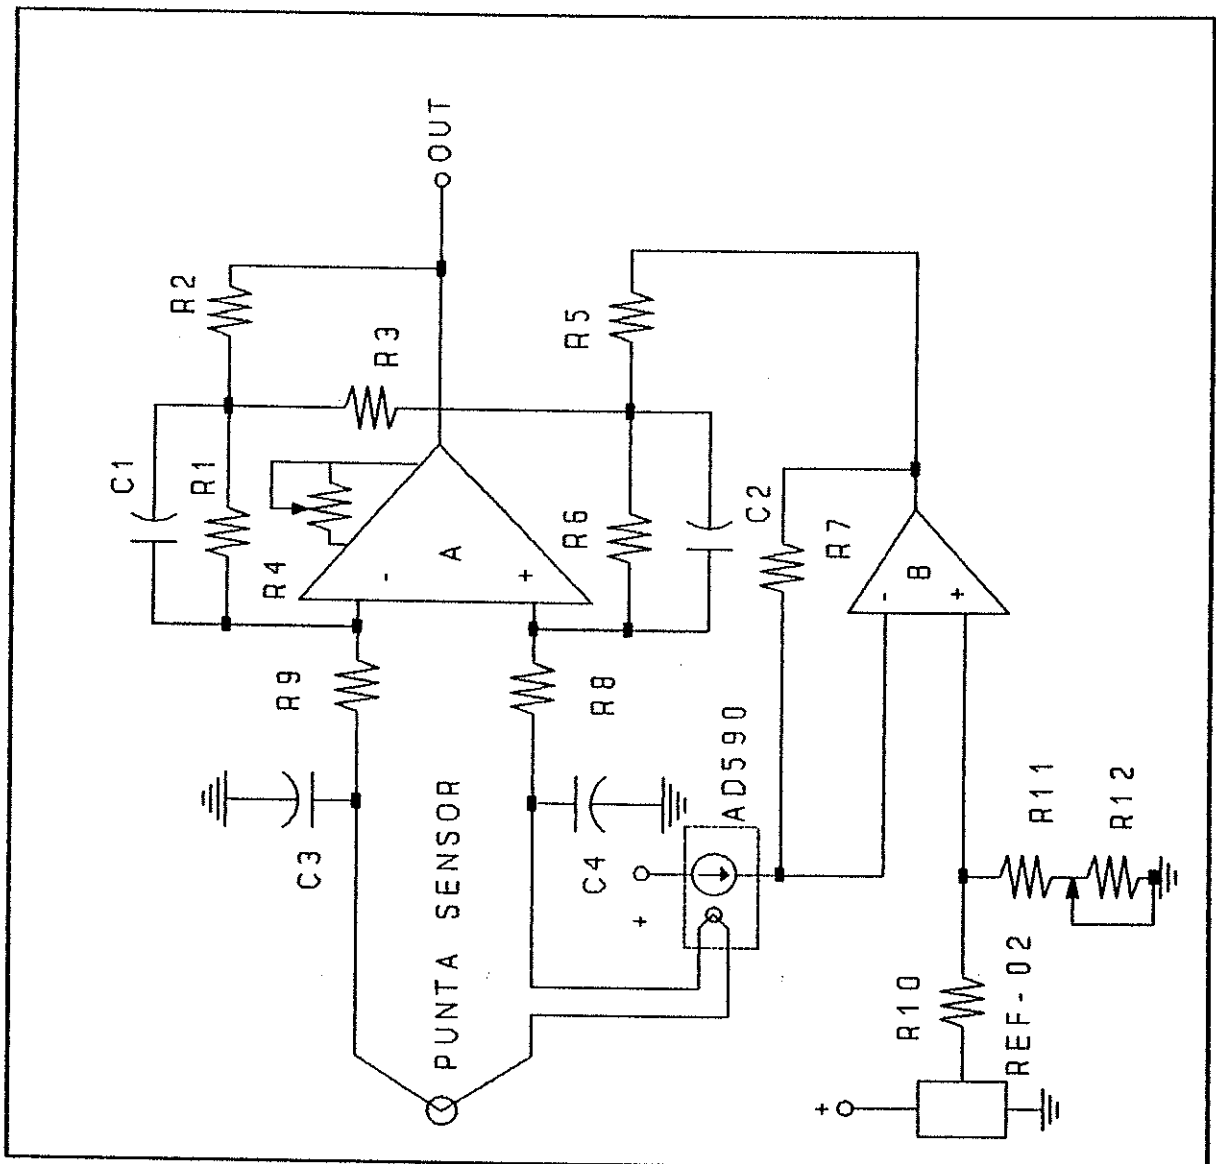 OUT
R2
R3
C1
R1
R4
-
A
+
R5
R6
C2
R7
-
B
+
R9
R8
C3
PUNTA SENSOR
C4
+
AD590
R11
R12
R10
REF-02
+